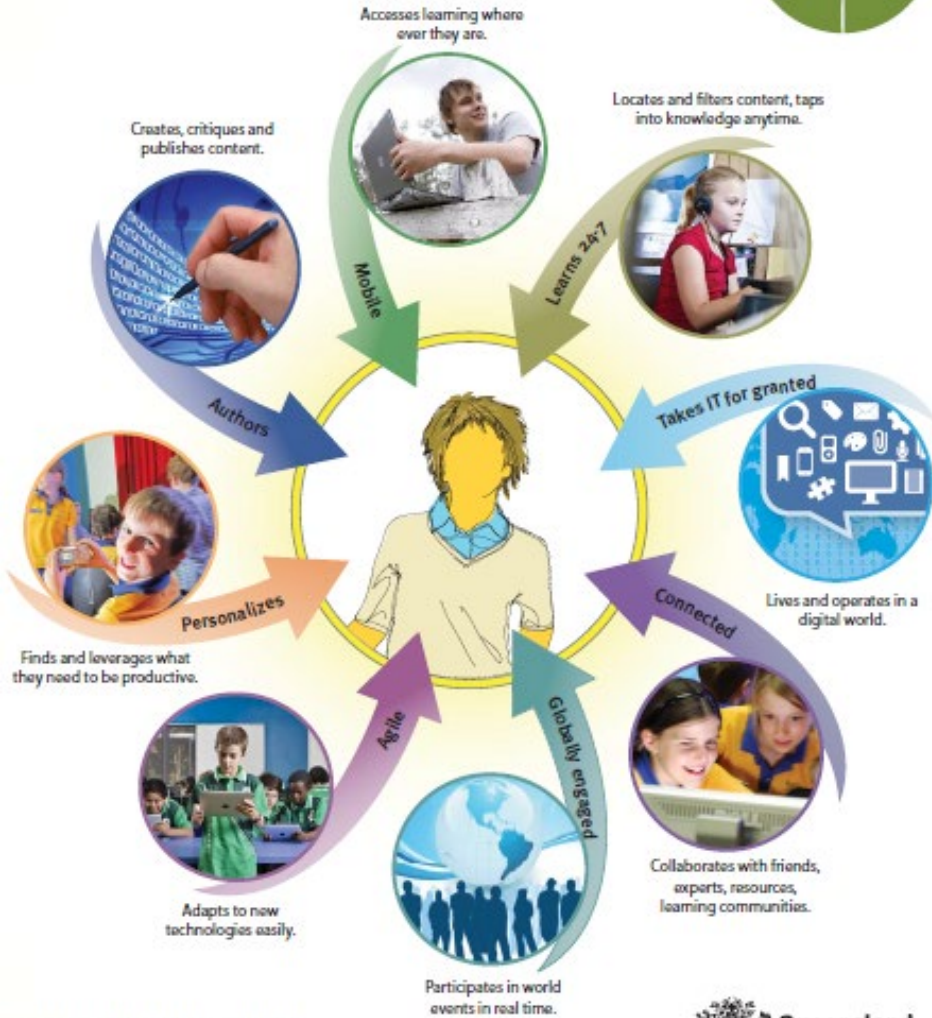 Accesses learning where
ever they are.
Mobile
Locates and filters content, taps
into knowledge anytime.
Learns 24-7
Takes IT for granted
Lives and operates in a
digital world.
Connected
Collaborates with friends,
experts, resources,
learning communities.
Globally engaged
Participates in world
events in real time.
Agile
Adapts to new
technologies easily.
Personalizes
Finds and leverages what
they need to be productive.
Authors
Creates, critiques and
publishes content.